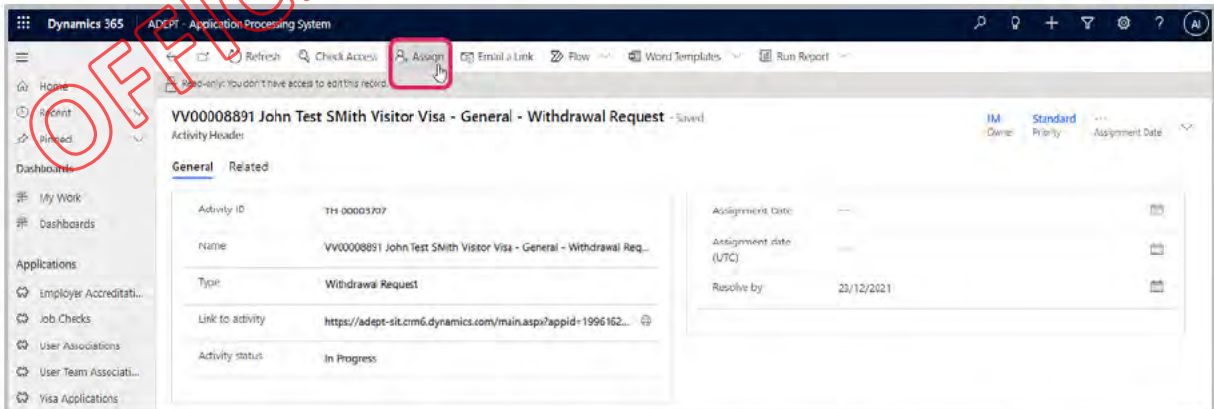 Dynamics 365 ADEPT - Application Processing System ? AI
Refresh Check Access Assign Email a Link Flow Word Templates Run Report
Home Read-only: You don't have access to edit this record.
Recent VV00008891 John Test SMith Visitor Visa - General - Withdrawal Request - Saved IM Standard ---
Pinned Activity Header Owner Priority Assignment Date
Dashboards General Related
My Work Activity ID TH-00003707 Assignment Date ---
Dashboards Name VV00008891 John Test SMith Visitor Visa - General - Withdrawal Req... Assignment date (UTC) ---
Applications Type Withdrawal Request Resolve by 23/12/2021
Employer Accreditati...
Job Checks Link to activity https://adept-sit.crm6.dynamics.com/main.aspx?appid=1996162...
User Associations Activity status In Progress
User Team Associati...
Visa Applications
OFFIC